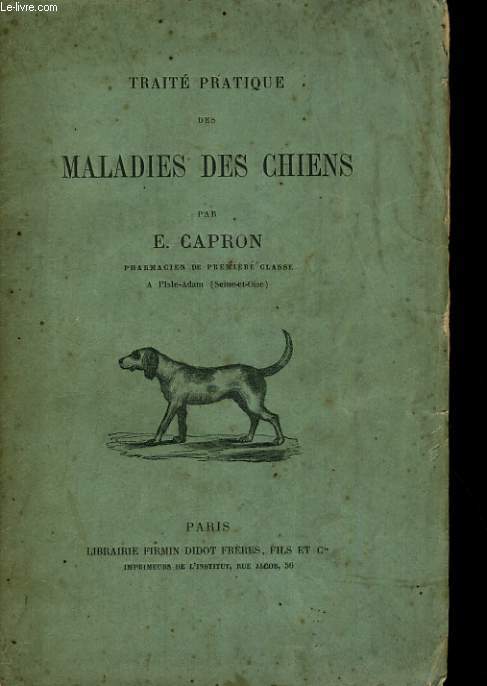 Le-livre.com
TRAITÉ PRATIQUE
DES
MALADIES DES CHIENS
PAR
E. CAPRON
PHARMACIEN DE PREMIÈRE CLASSE
A l'Isle-Adam (Seine-et-Oise)
PARIS
LIBRAIRIE FIRMIN DIDOT FRÈRES, FILS ET Cie
IMPRIMEURS DE L'INSTITUT, RUE JACOB, 56